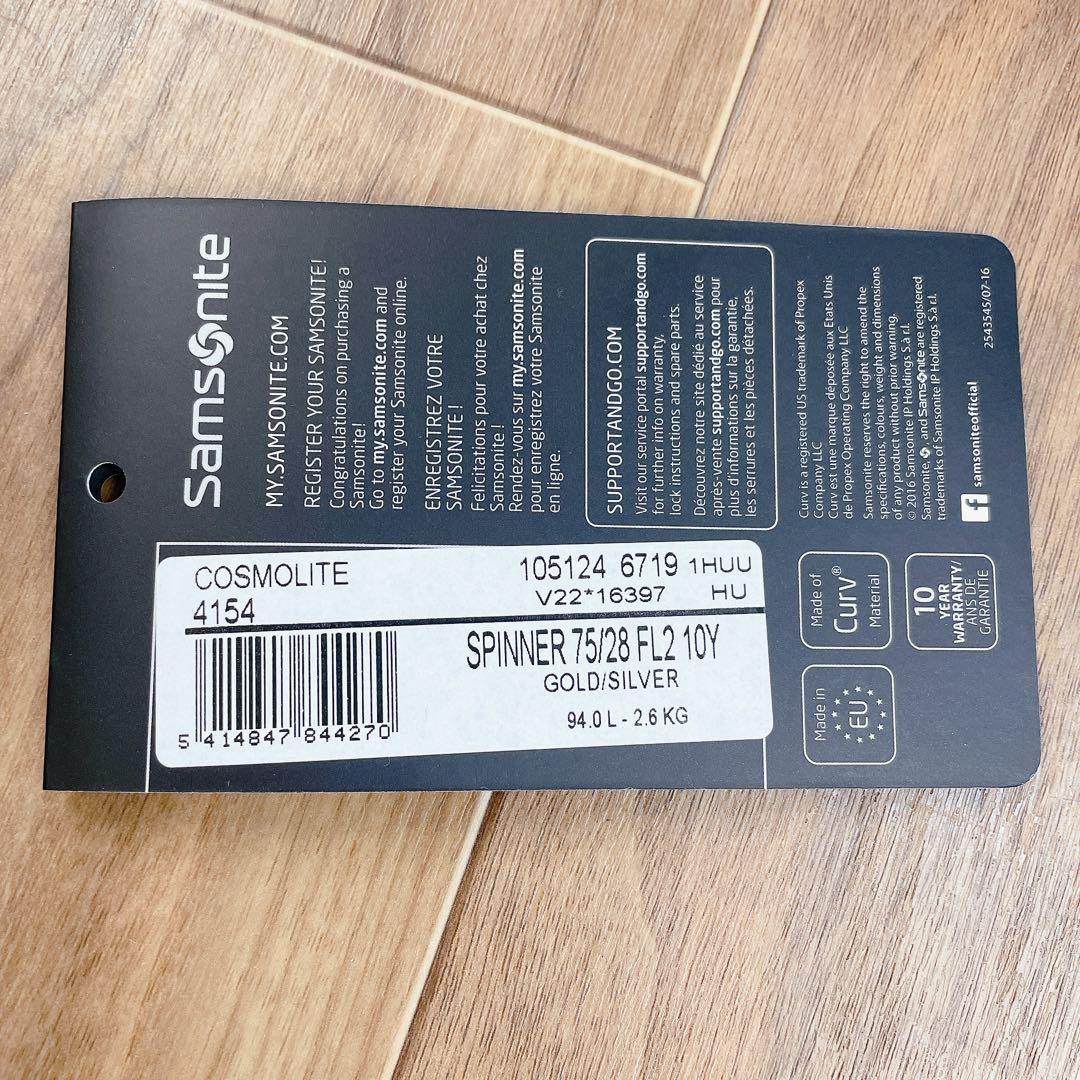 Samsonite
MY.SAMSONITE.COM
REGISTER YOUR SAMSONITE!
Congratulations on purchasing a
Samsonite!
Go to my.samsonite.com and
register your Samsonite online.
ENREGISTREZ VOTRE
SAMSONITE !
Felicitations pour votre achat chez
Samsonite !
Rendez-vous sur my.samsonite.com
pour enregistrez votre Samsonite
en ligne.
SUPPORTANDGO.COM
Visit our service portal supportandgo.com
for further info on warranty,
lock instructions and spare parts.
Découvrez notre site dédié au service
après-vente supportandgo.com pour
plus d'informations sur la garantie,
les serrures et les pièces détachées.
Curv is a registered US trademark of Propex
Company LLC
Curv est une marque déposée aux Etats Unis
de Propex Operating Company LLC
Samsonite reserves the right to amend the
specifications, colours, weight and dimensions
of any product without prior warning.
© 2016 Samsonite IP Holdings S.à r.l.
Samsonite, , and Samsonite are registered
trademarks of Samsonite IP Holdings S.à r.l.
f samsoniteofficial
2543545/07-16
COSMOLITE
4154
105124 6719 1HUU
V22*16397 HU
SPINNER 75/28 FL2 10Y
GOLD/SILVER
94.0 L - 2.6 KG
5 414847 844270
Made of
Curv®
Material
10
YEAR
WARRANTY/
ANS DE
GARANTIE
Made in
EU